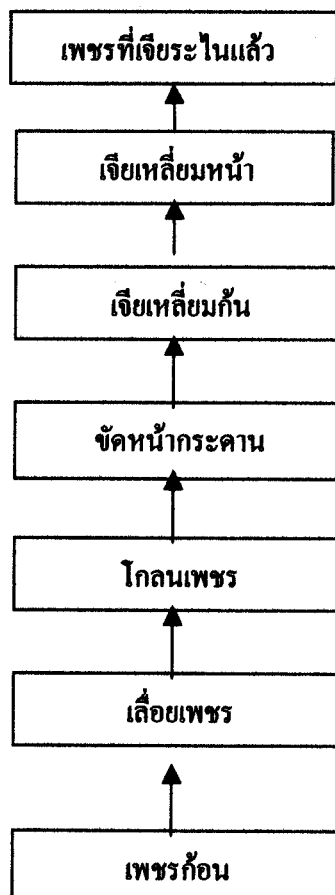 เพชรที่เจียระไนแล้ว
เจียเหลี่ยมหน้า
เจียเหลี่ยมก้น
ขัดหน้ากระดาน
โกลนเพชร
เลื่อยเพชร
เพชรก้อน